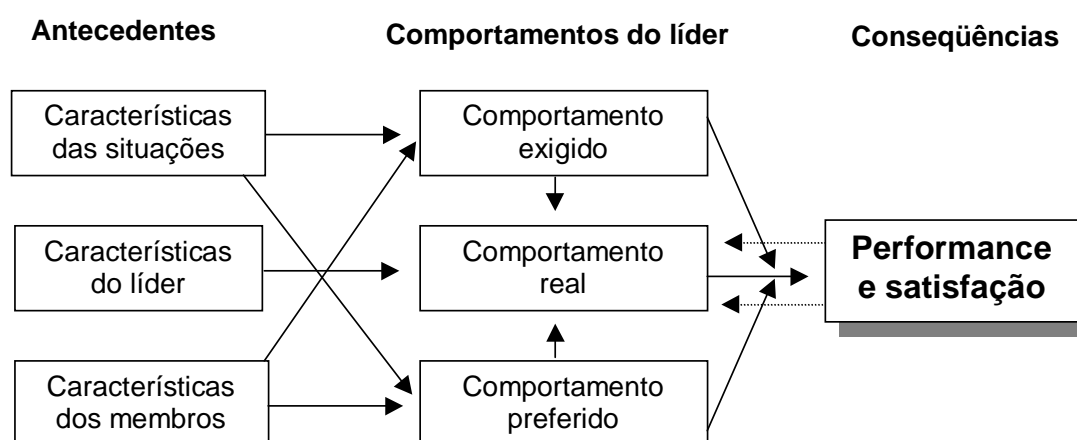 Antecedentes
Comportamentos do líder
Conseqüências
Características
das situações
Comportamento
exigido
Características
do líder
Comportamento
real
Performance
e satisfação
Características
dos membros
Comportamento
preferido